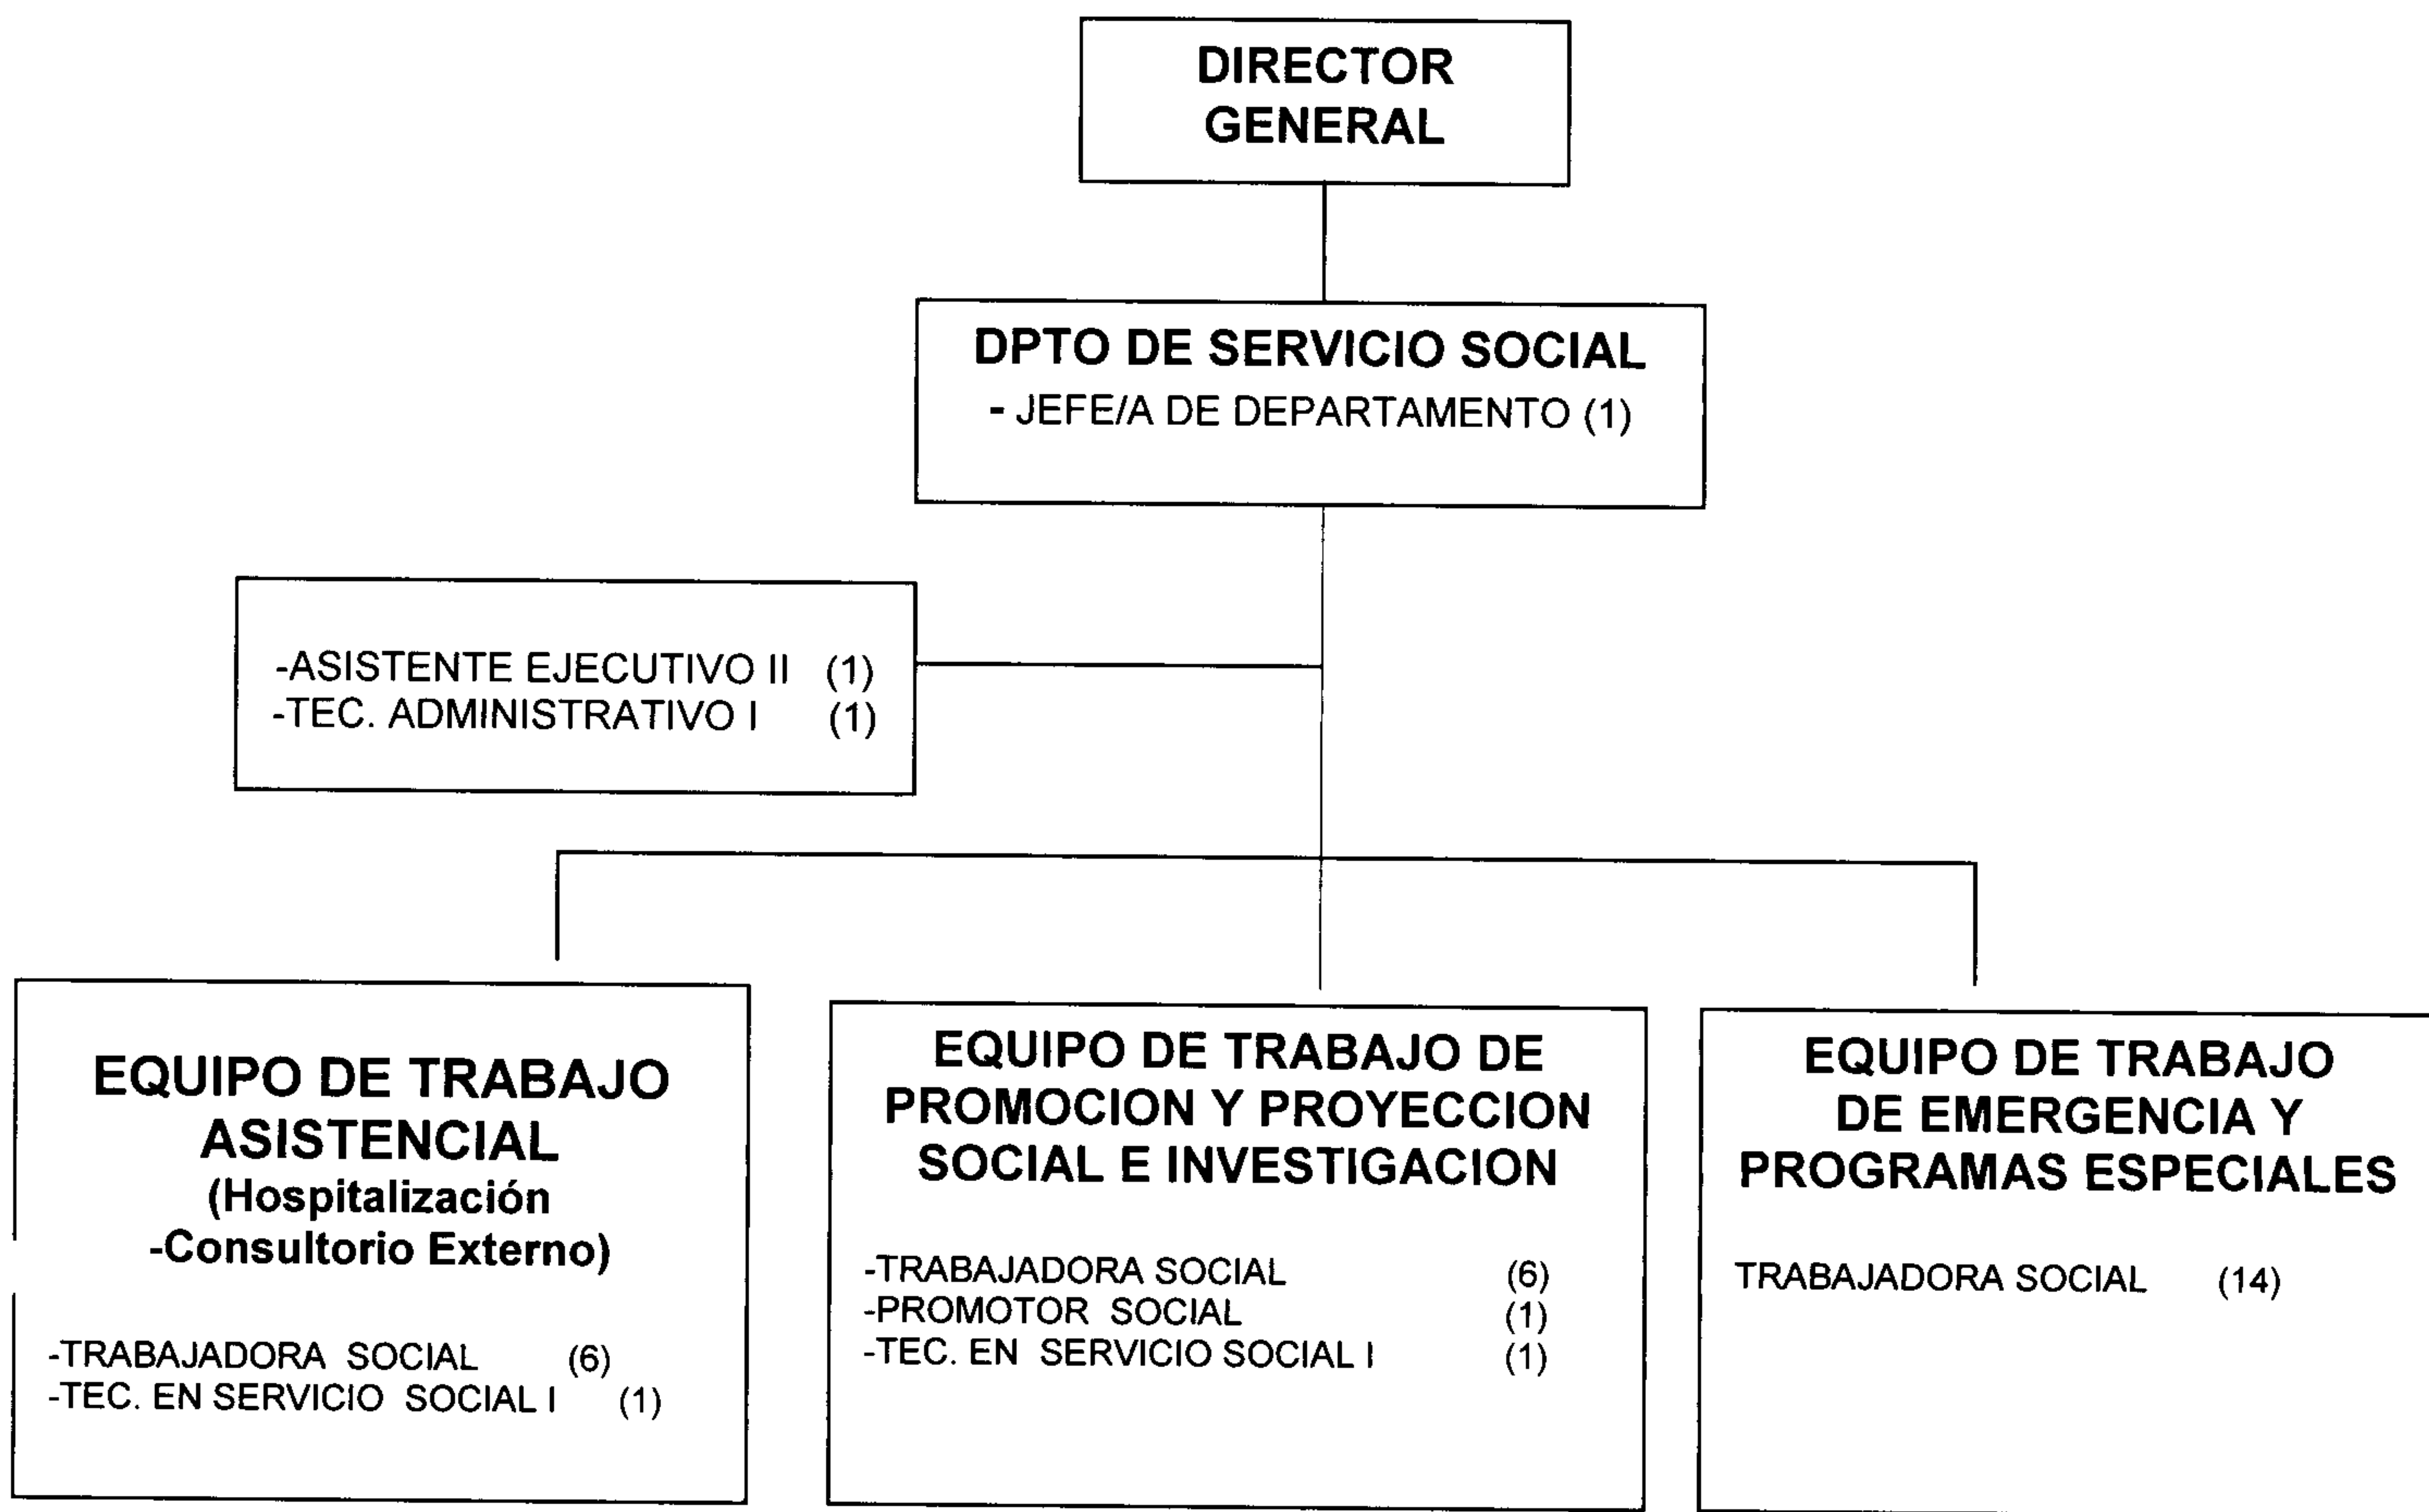 DIRECTOR
GENERAL
DPTO DE SERVICIO SOCIAL
- JEFE/A DE DEPARTAMENTO (1)
-ASISTENTE EJECUTIVO II (1)
-TEC. ADMINISTRATIVO I (1)
EQUIPO DE TRABAJO
ASISTENCIAL
(Hospitalización
-Consultorio Externo)
-TRABAJADORA SOCIAL (6)
-TEC. EN SERVICIO SOCIAL I (1)
EQUIPO DE TRABAJO DE
PROMOCION Y PROYECCION
SOCIAL E INVESTIGACION
-TRABAJADORA SOCIAL (6)
-PROMOTOR SOCIAL (1)
-TEC. EN SERVICIO SOCIAL I (1)
EQUIPO DE TRABAJO
DE EMERGENCIA Y
PROGRAMAS ESPECIALES
TRABAJADORA SOCIAL (14)